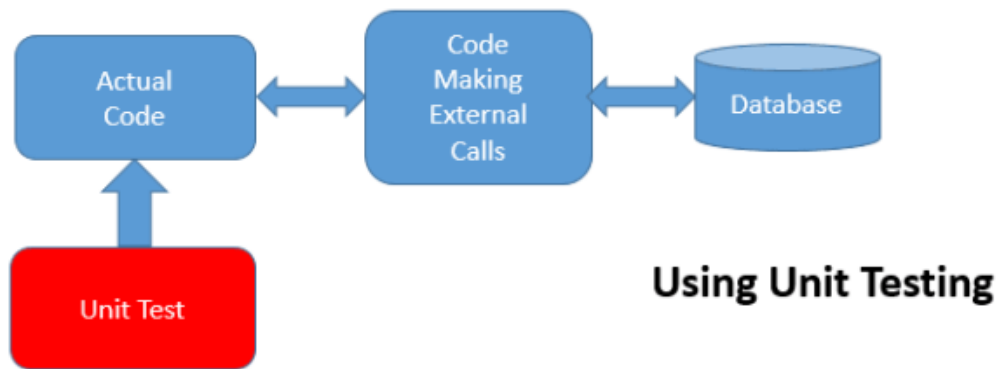 Actual
Code
Code
Making
External
Calls
Database
Unit Test
Using Unit Testing